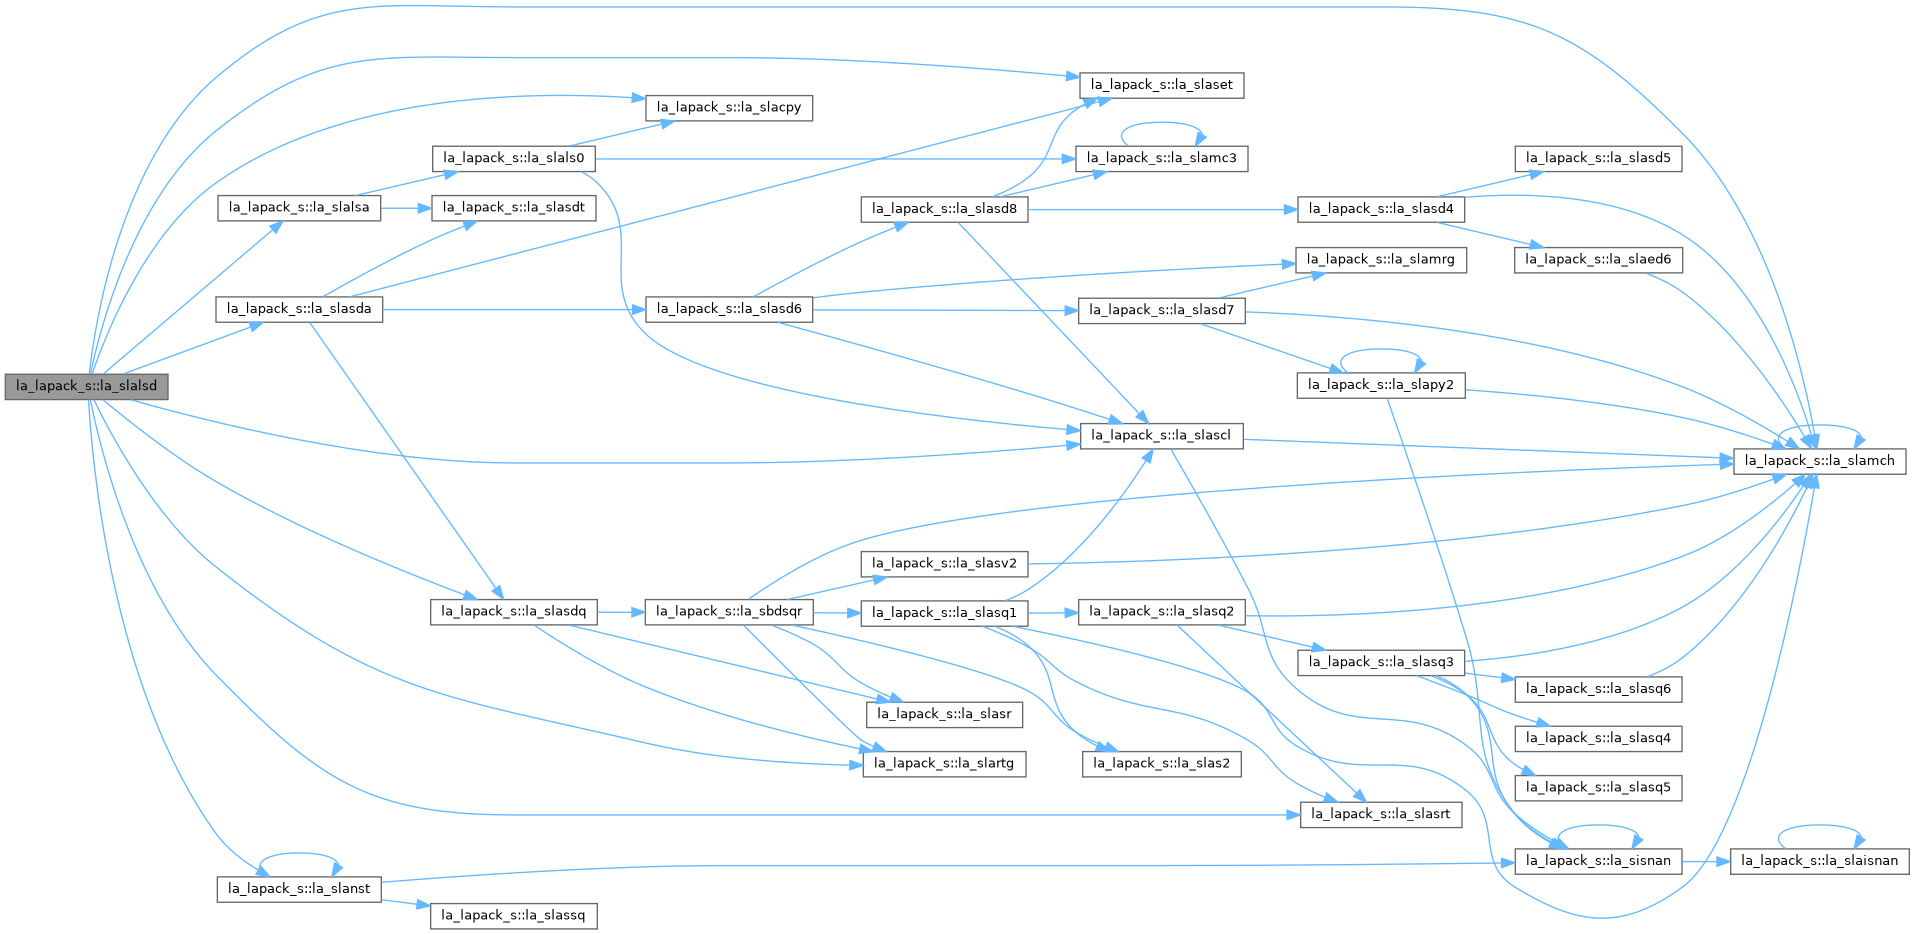 la_lapack_s::la_slalsd
la_lapack_s::la_slalsa
la_lapack_s::la_slasda
la_lapack_s::la_slanst
la_lapack_s::la_slals0
la_lapack_s::la_slasdt
la_lapack_s::la_slasdq
la_lapack_s::la_slassq
la_lapack_s::la_slacpy
la_lapack_s::la_slasd6
la_lapack_s::la_sbdsqr
la_lapack_s::la_slasd8
la_lapack_s::la_slasv2
la_lapack_s::la_slasq1
la_lapack_s::la_slasr
la_lapack_s::la_slartg
la_lapack_s::la_slaset
la_lapack_s::la_slamc3
la_lapack_s::la_slasd7
la_lapack_s::la_slascl
la_lapack_s::la_slasq2
la_lapack_s::la_slas2
la_lapack_s::la_slasd4
la_lapack_s::la_slamrg
la_lapack_s::la_slapy2
la_lapack_s::la_slasq3
la_lapack_s::la_slasrt
la_lapack_s::la_slasd5
la_lapack_s::la_slaed6
la_lapack_s::la_slasq6
la_lapack_s::la_slasq4
la_lapack_s::la_slasq5
la_lapack_s::la_sisnan
la_lapack_s::la_slamch
la_lapack_s::la_slaisnan